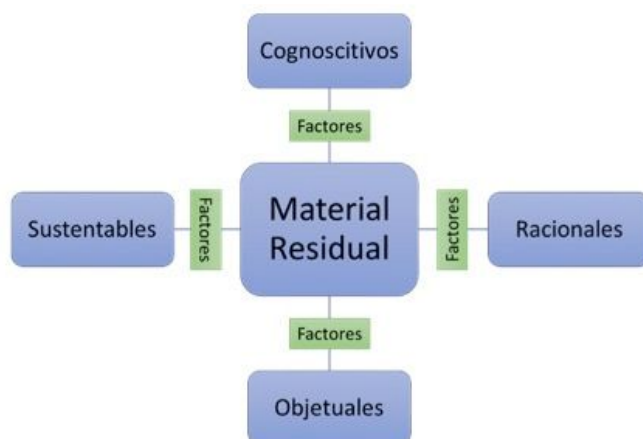 Cognoscitivos
Factores
Sustentables
Factores
Material
Residual
Factores
Racionales
Factores
Objetuales